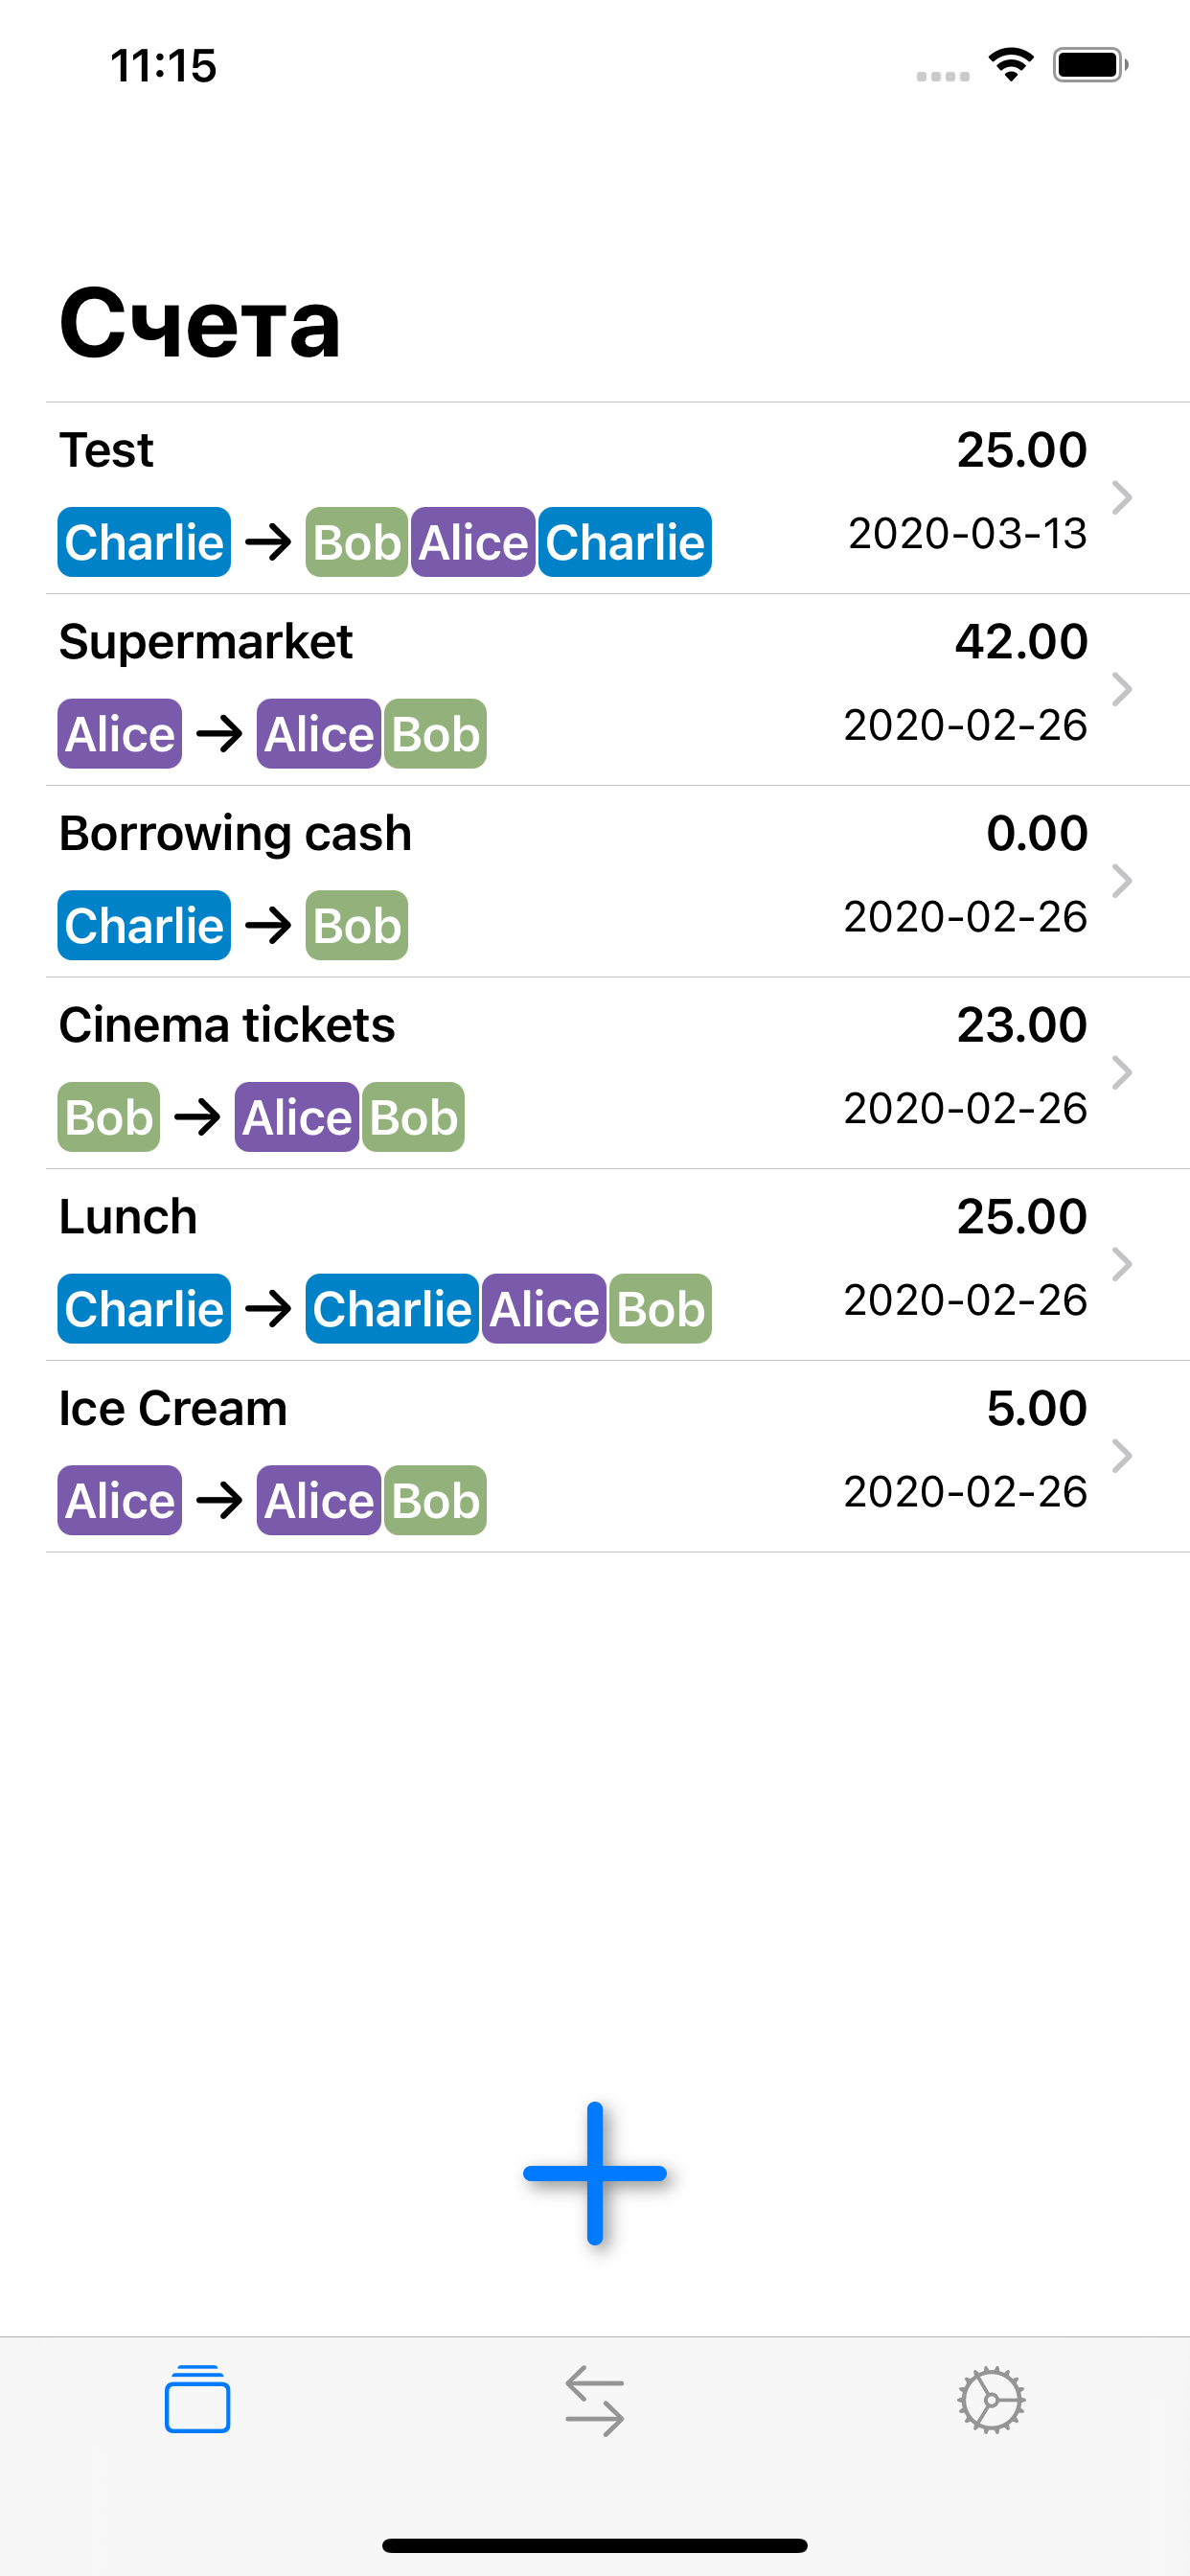 11:15
Счета
Test 25.00
Charlie → Bob Alice Charlie 2020-03-13
Supermarket 42.00
Alice → Alice Bob 2020-02-26
Borrowing cash 0.00
Charlie → Bob 2020-02-26
Cinema tickets 23.00
Bob → Alice Bob 2020-02-26
Lunch 25.00
Charlie → Charlie Alice Bob 2020-02-26
Ice Cream 5.00
Alice → Alice Bob 2020-02-26